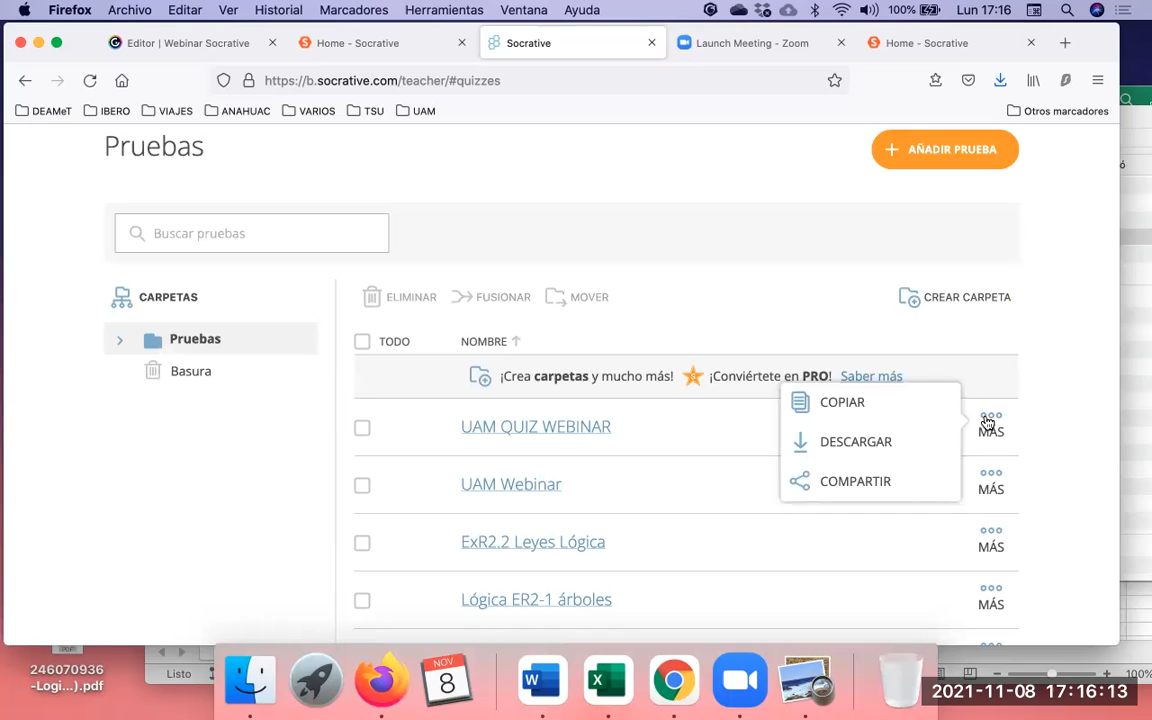 Firefox Archivo Editar Ver Historial Marcadores Herramientas Ventana Ayuda 100% Lun 17:16
Editor | Webinar Socrative Home - Socrative Socrative Launch Meeting - Zoom Home - Socrative
https://b.socrative.com/teacher/#quizzes
DEAMeT IBERO VIAJES ANAHUAC VARIOS TSU UAM Otros marcadores
Pruebas
+ AÑADIR PRUEBA
Buscar pruebas
CARPETAS
Pruebas
Basura
ELIMINAR FUSIONAR MOVER CREAR CARPETA
TODO NOMBRE
¡Crea carpetas y mucho más! ¡Conviértete en PRO! Saber más
UAM QUIZ WEBINAR MÁS
COPIAR
DESCARGAR
COMPARTIR
UAM Webinar MÁS
ExR2.2 Leyes Lógica MÁS
Lógica ER2-1 árboles MÁS
246070936
-Logi...).pdf
Listo
NOV
8
100%
2021-11-08 17:16:13